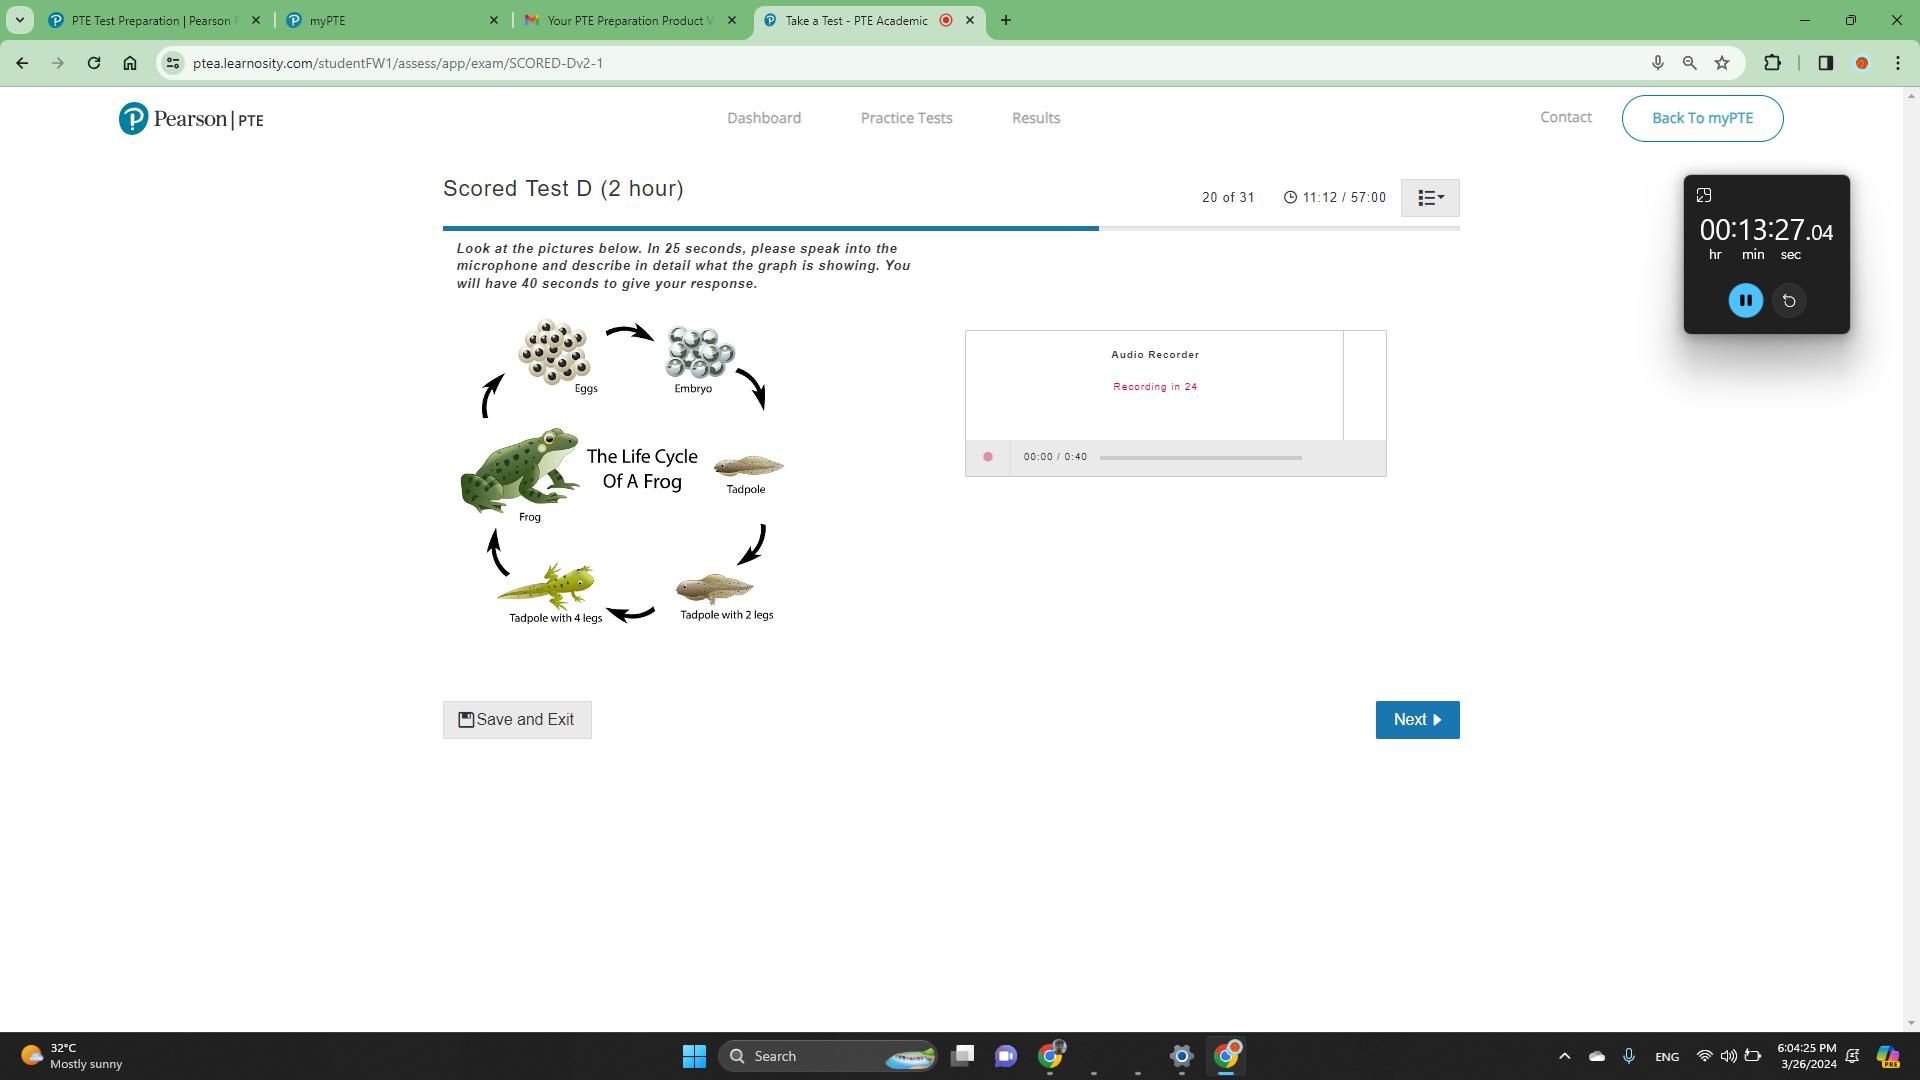 PTE Test Preparation | Pearson P
myPTE
Your PTE Preparation Product V
Take a Test - PTE Academic
ptea.learnosity.com/studentFW1/assess/app/exam/SCORED-Dv2-1
Pearson | PTE
Dashboard
Practice Tests
Results
Contact
Back To myPTE
Scored Test D (2 hour)
20 of 31
11:12 / 57:00
00:13:27.04
hr min sec
Look at the pictures below. In 25 seconds, please speak into the
microphone and describe in detail what the graph is showing. You
will have 40 seconds to give your response.
Eggs
Embryo
The Life Cycle
Of A Frog
Tadpole
Frog
Tadpole with 4 legs
Tadpole with 2 legs
Audio Recorder
Recording in 24
00:00 / 0:40
Save and Exit
Next
32°C
Mostly sunny
Search
ENG
6:04:25 PM
3/26/2024
PRE